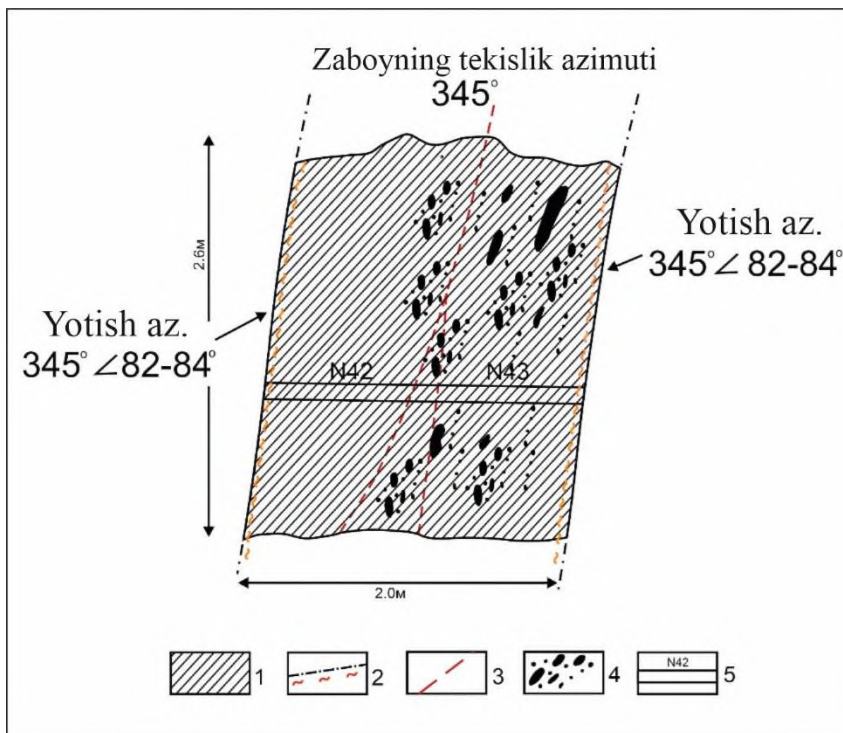 Zaboyning tekislik azimuti
345°
2.6м
Yotish az.
345°∠ 82-84°
Yotish az.
345°∠82-84°
N42
N43
2.0м
1
2
3
4
N42
5